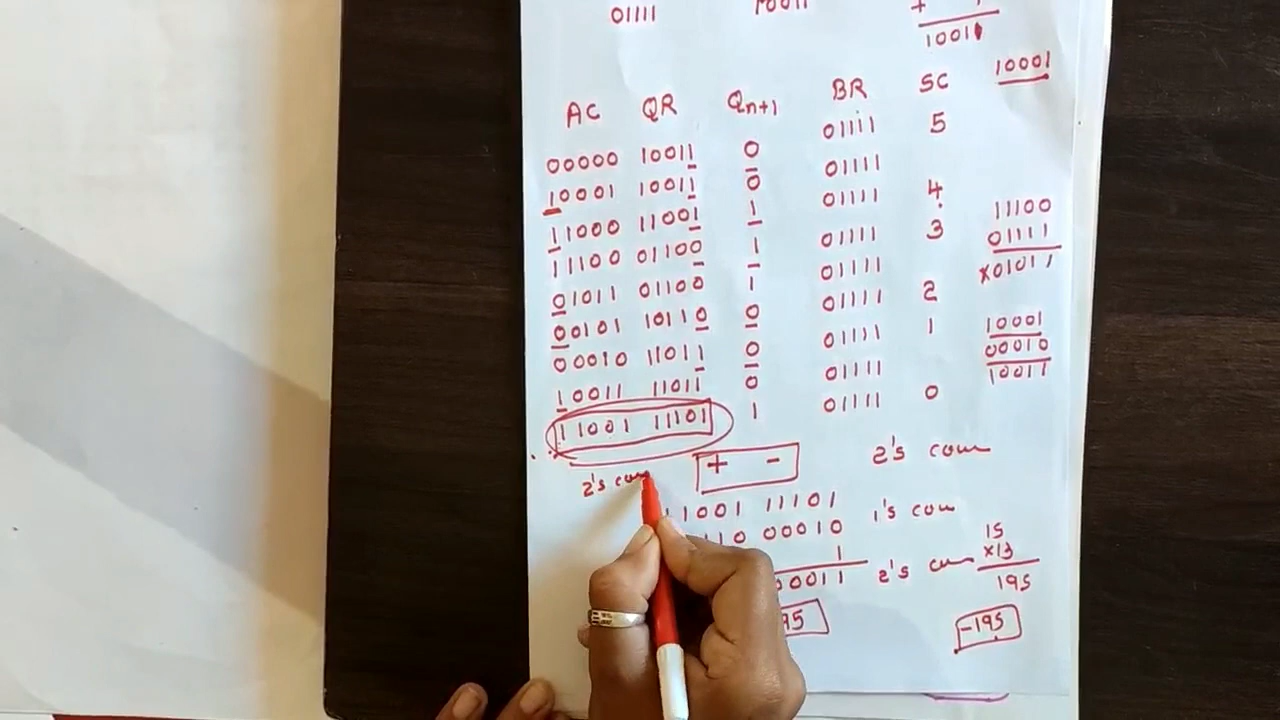 01111 10011 +
10011
10001
AC QR Qn+1 BR SC
00000 10011 0 01111 5
10001 10011 0 01111
11000 11001 1 01111 4
11100 01100 1 01111 3
01011 01100 1 01111
00101 10110 0 01111 2
00010 11011 0 01111 1
10011 11011 0 01111
11001 11101 1 01111 0
11100
01111
x01011
10001
00010
10011
2's com
+ -
2's com
11001 11101
110 00010 1's com
1
00011 2's com
95
15
x13
195
-195